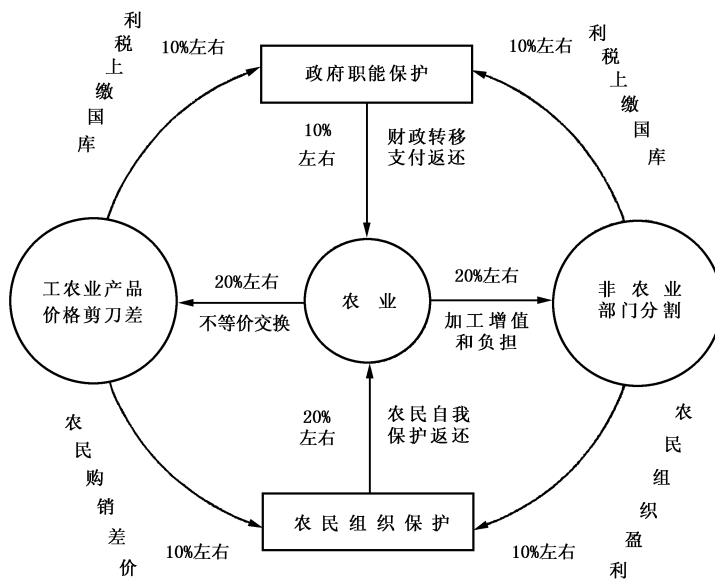 利税上缴国库
10%左右
政府职能保护
10%左右
利税上缴国库
10%
左右
财政转移
支付返还
工农业产品
价格剪刀差
20%左右
不等价交换
农业
20%左右
加工增值
和负担
非农业
部门分割
20%
左右
农民自我
保护返还
农民购销差价
10%左右
农民组织保护
10%左右
农民组织盈利